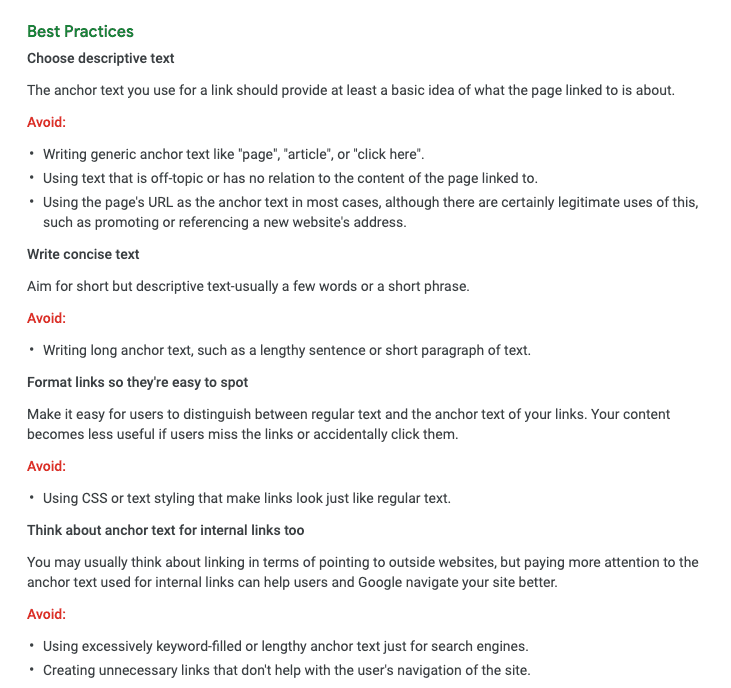 Best Practices
Choose descriptive text
The anchor text you use for a link should provide at least a basic idea of what the page linked to is about.
Avoid:
• Writing generic anchor text like "page", "article", or "click here".
• Using text that is off-topic or has no relation to the content of the page linked to.
• Using the page's URL as the anchor text in most cases, although there are certainly legitimate uses of this,
such as promoting or referencing a new website's address.
Write concise text
Aim for short but descriptive text-usually a few words or a short phrase.
Avoid:
• Writing long anchor text, such as a lengthy sentence or short paragraph of text.
Format links so they're easy to spot
Make it easy for users to distinguish between regular text and the anchor text of your links. Your content
becomes less useful if users miss the links or accidentally click them.
Avoid:
• Using CSS or text styling that make links look just like regular text.
Think about anchor text for internal links too
You may usually think about linking in terms of pointing to outside websites, but paying more attention to the
anchor text used for internal links can help users and Google navigate your site better.
Avoid:
• Using excessively keyword-filled or lengthy anchor text just for search engines.
• Creating unnecessary links that don't help with the user's navigation of the site.